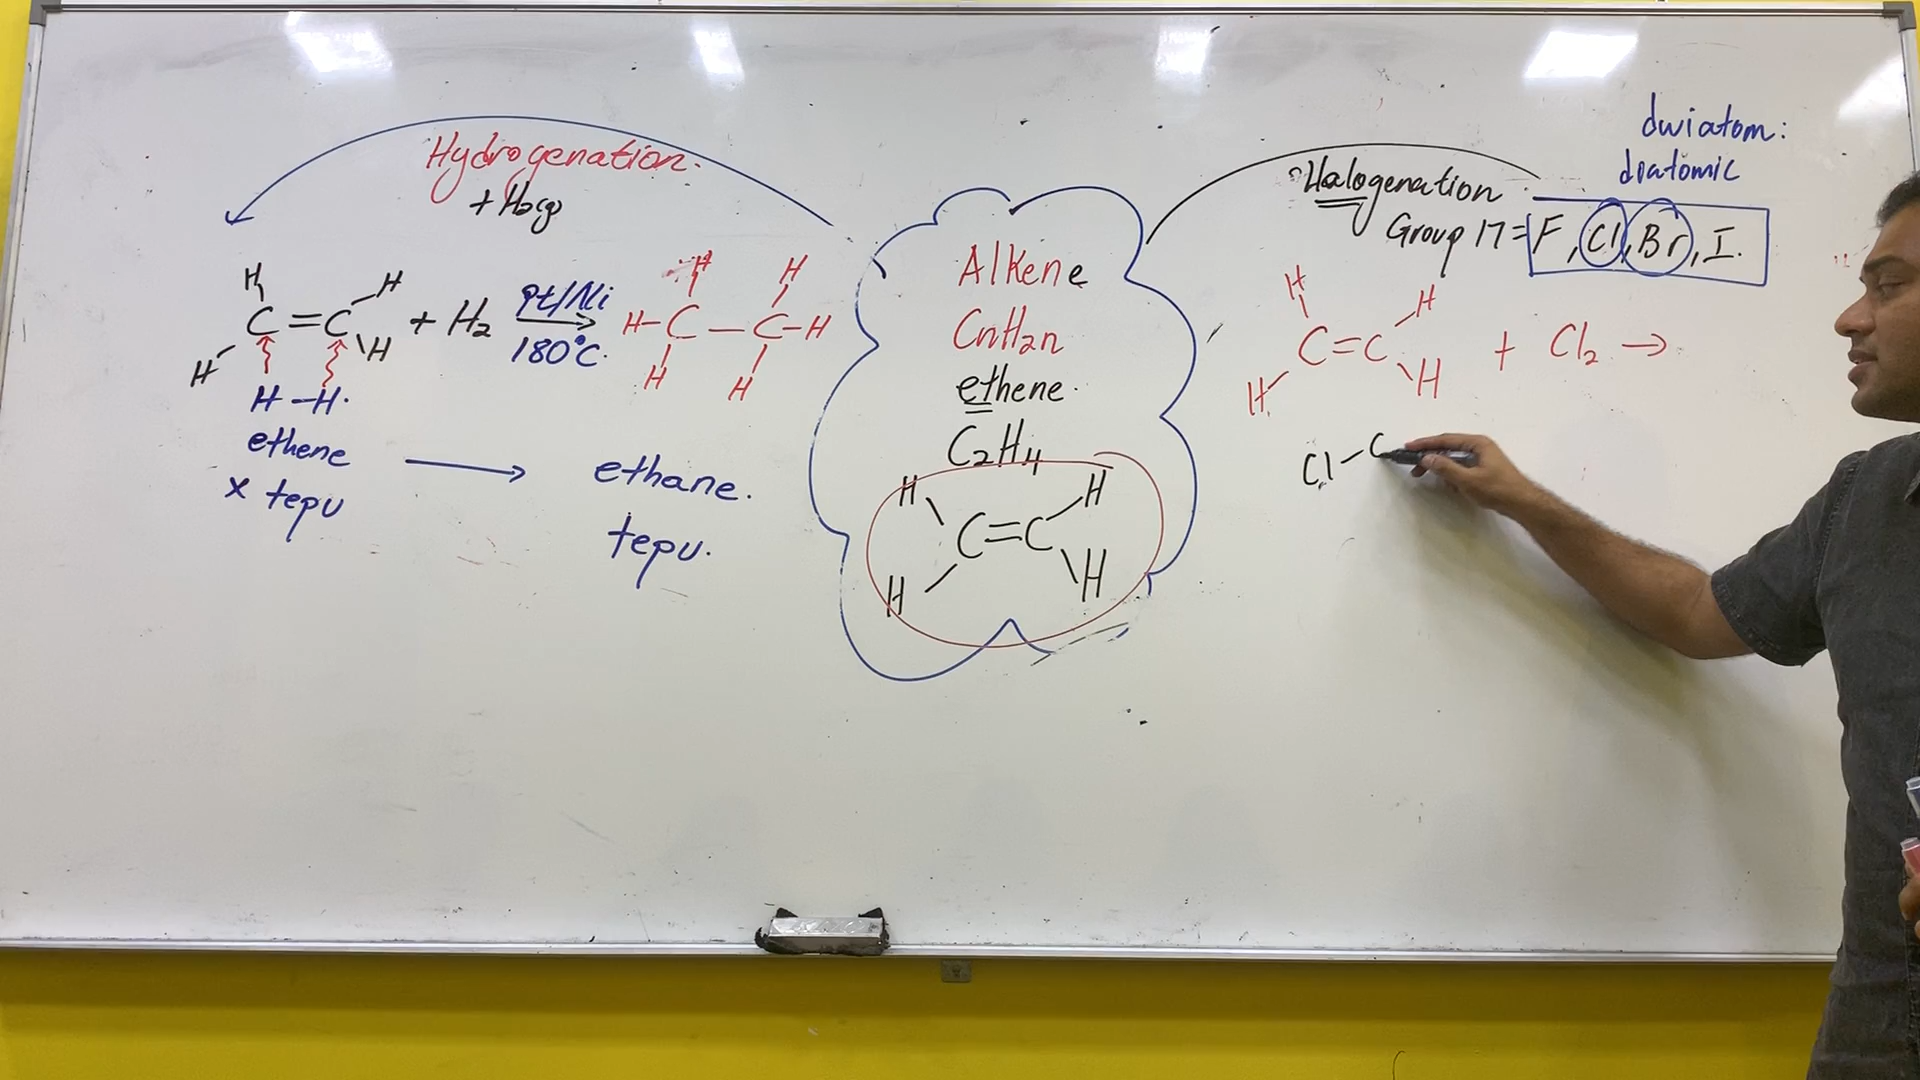 Hydrogenation.
+ H2(g)
H H
C=C + H2 Pt/Ni 180°C. → H-C-C-H
H H
H H
H H
H-H.
ethene → ethane.
x tepu tepu.
Alkene
CnH2n
ethene.
C2H4
H H
C=C
H H
dwiatom:
diatomic
Halogenation
Group 17 = F, Cl, Br, I.
H H
C=C + Cl2 →
H H
Cl-C